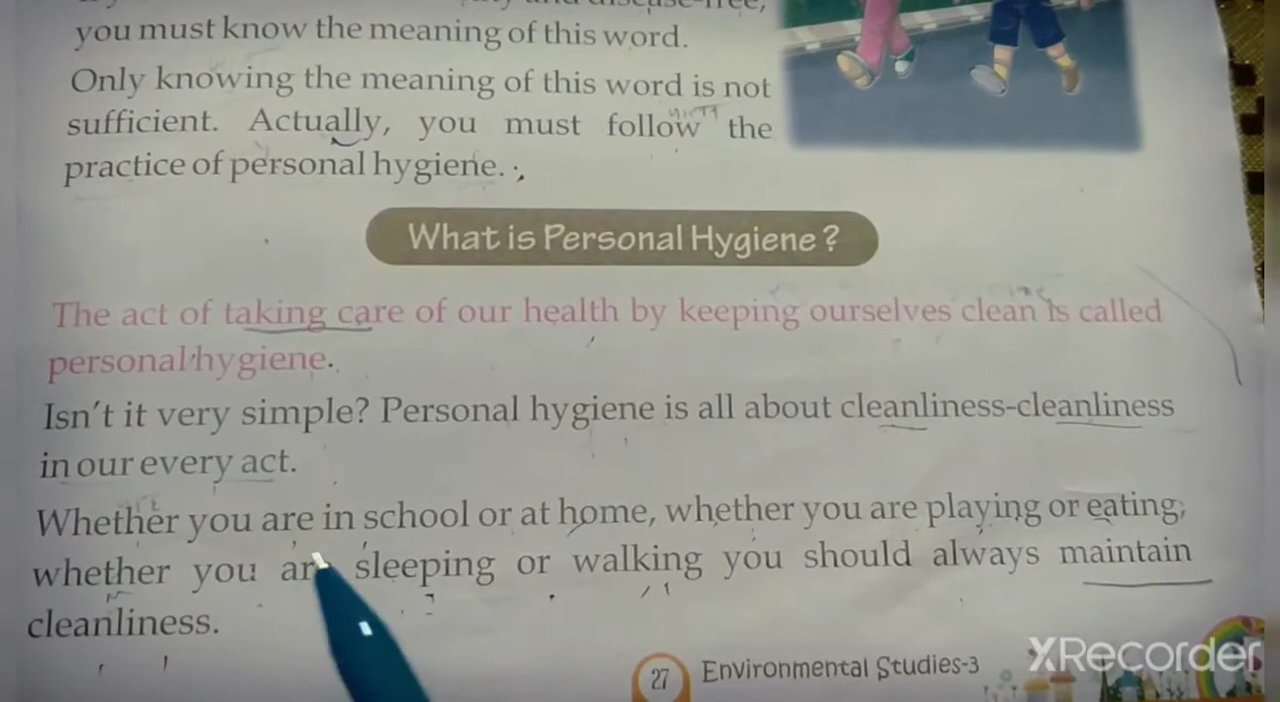 you must know the meaning of this word.
Only knowing the meaning of this word is not
sufficient. Actually, you must follow the
practice of personal hygiene.
What is Personal Hygiene?
The act of taking care of our health by keeping ourselves clean is called
personal hygiene.
Isn't it very simple? Personal hygiene is all about cleanliness-cleanliness
in our every act.
Whether you are in school or at home, whether you are playing or eating,
whether you ar sleeping or walking you should always maintain
cleanliness.
27 Environmental Studies-3
XRecorder